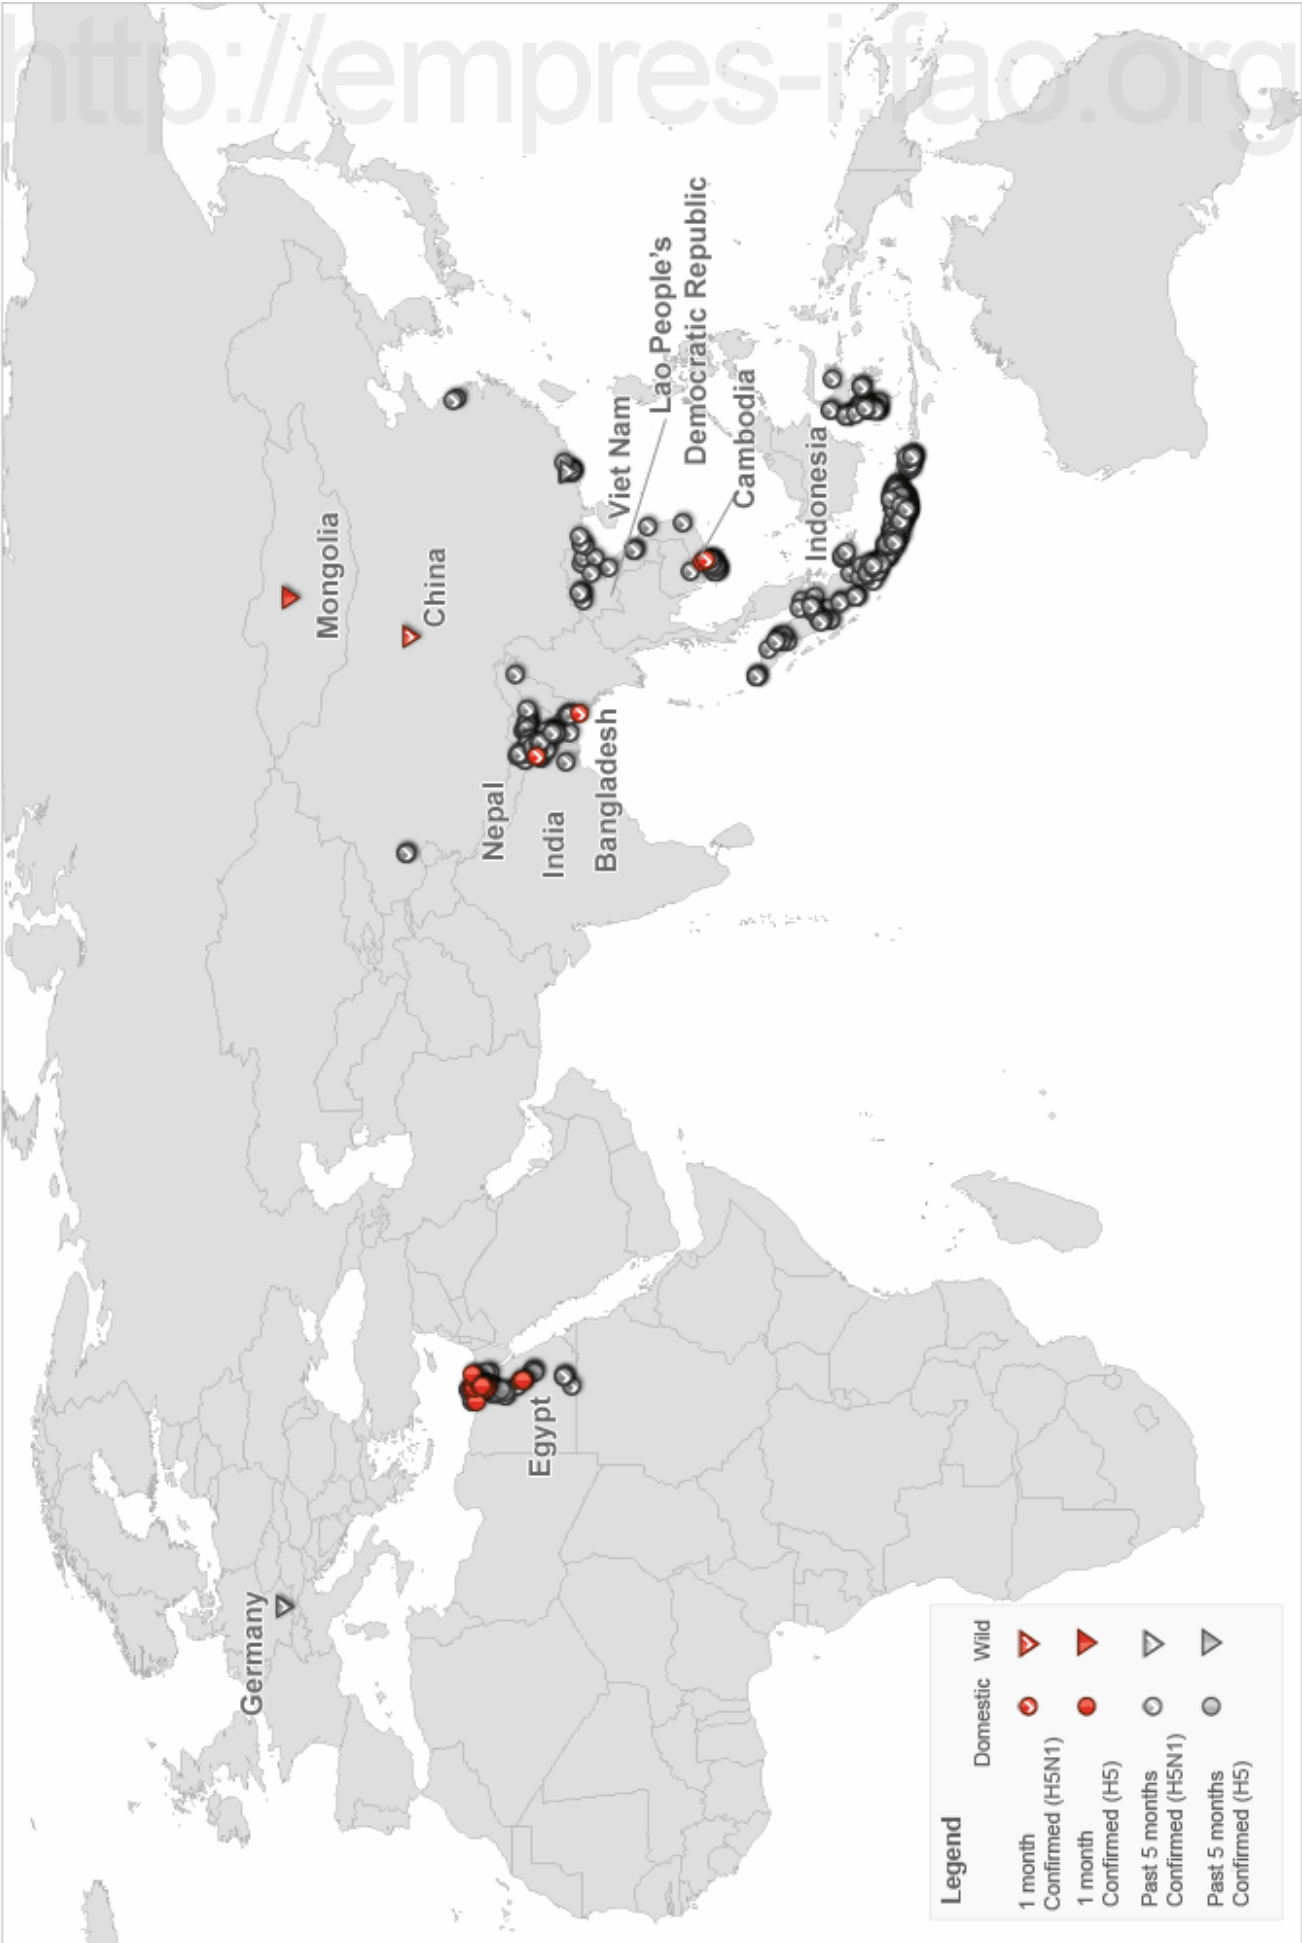 http://empres-i.fao.org
Mongolia
China
Viet Nam
Lao People's
Democratic Republic
Cambodia
Indonesia
Nepal
India
Bangladesh
Egypt
Germany
Legend
Domestic Wild
1 month
Confirmed (H5N1)
1 month
Confirmed (H5)
Past 5 months
Confirmed (H5N1)
Past 5 months
Confirmed (H5)